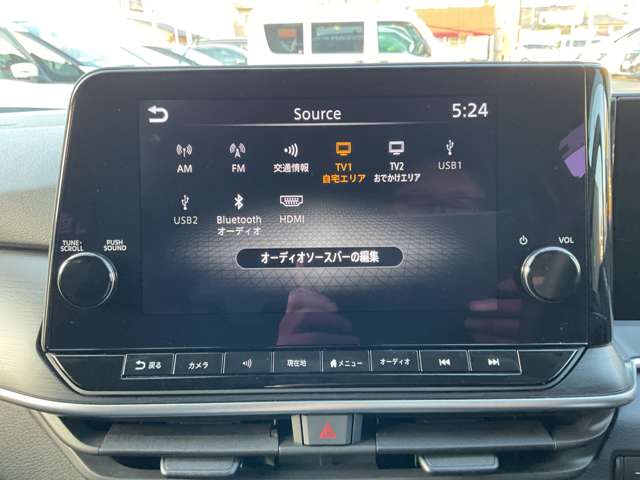 Source
5:24
AM
FM
交通情報
TV1
自宅エリア
TV2
おでかけエリア
USB1
USB2
Bluetooth
オーディオ
HDMI
オーディオソースバーの編集
TUNE・
SCROLL
PUSH
SOUND
VOL
戻る
カメラ
現在地
メニュー
オーディオ